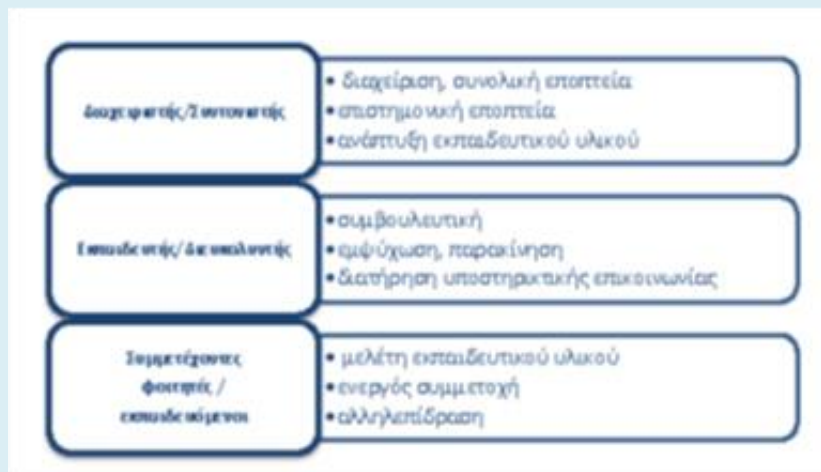 Διαχειριστής/Συντονιστής
• διαχείριση, συνολική εποπτεία
• επιστημονική εποπτεία
• ανάπτυξη εκπαιδευτικού υλικού
Εκπαιδευτής/Διευκολυντής
• συμβουλευτική
• εμψύχωση, παρακίνηση
• διατήρηση υποστηρικτικής επικοινωνίας
Συμμετέχοντες
φοιτητές /
εκπαιδευόμενοι
• μελέτη εκπαιδευτικού υλικού
• ενεργός συμμετοχή
• αλληλεπίδραση